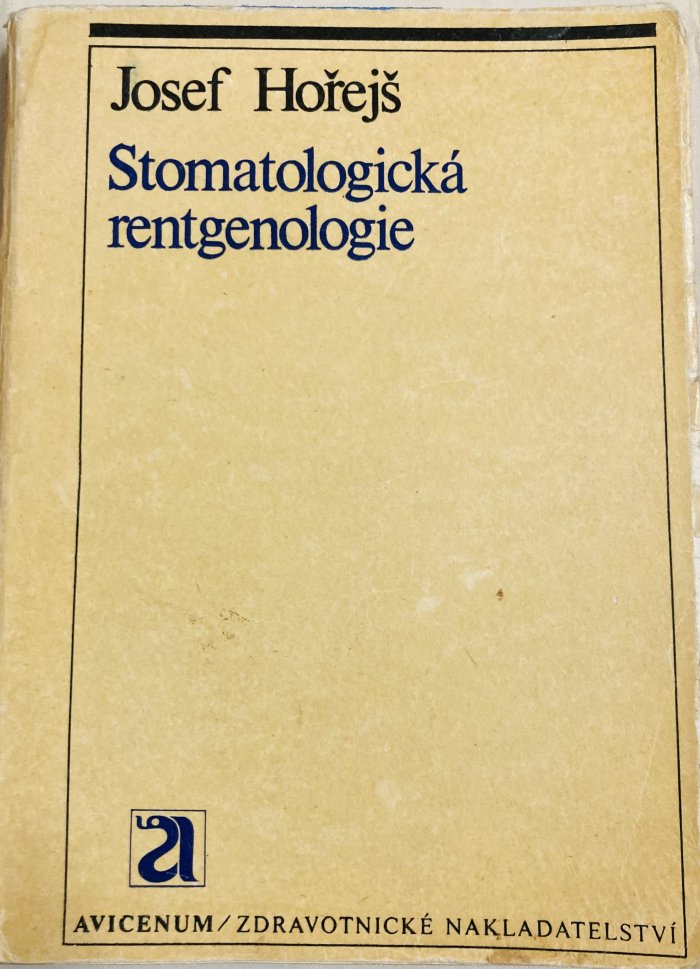 Josef Hořejš
Stomatologická
rentgenologie
a
AVICENUM/ZDRAVOTNICKÉ NAKLADATELSTVÍ